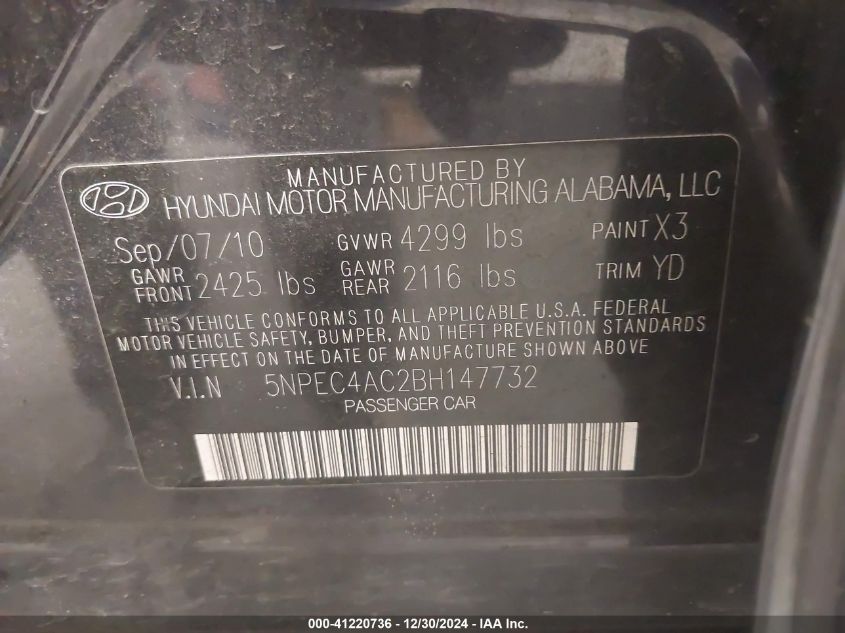 MANUFACTURED BY
HYUNDAI MOTOR MANUFACTURING ALABAMA, LLC
Sep/07/10 GVWR 4299 lbs PAINT X3
GAWR FRONT 2425 lbs GAWR REAR 2116 lbs TRIM YD
THIS VEHICLE CONFORMS TO ALL APPLICABLE U.S.A. FEDERAL
MOTOR VEHICLE SAFETY, BUMPER, AND THEFT PREVENTION STANDARDS
IN EFFECT ON THE DATE OF MANUFACTURE SHOWN ABOVE
V.I.N 5NPEC4AC2BH147732
PASSENGER CAR
000-41220736 - 12/30/2024 - IAA Inc.